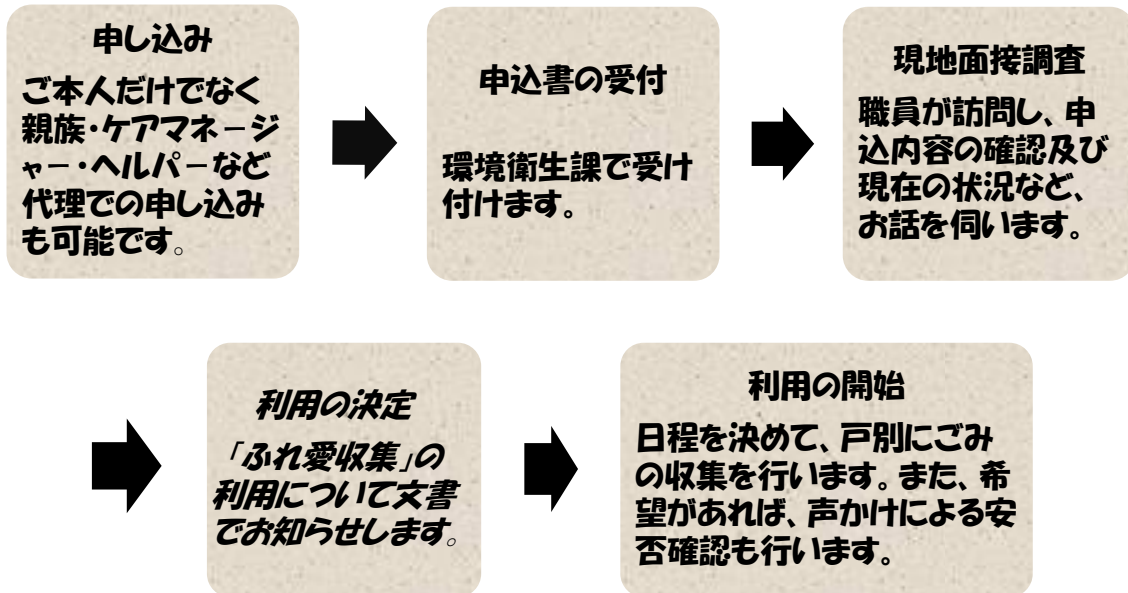 申し込み
ご本人だけでなく
親族・ケアマネージ
ャー・ヘルパーなど
代理での申し込み
も可能です。
申込書の受付
環境衛生課で受け
付けます。
現地面接調査
職員が訪問し、申
込内容の確認及び
現在の状況など、
お話を伺います。
利用の決定
「ふれ愛収集」の
利用について文書
でお知らせします。
利用の開始
日程を決めて、戸別にごみ
の収集を行います。また、希
望があれば、声かけによる安
否確認も行います。